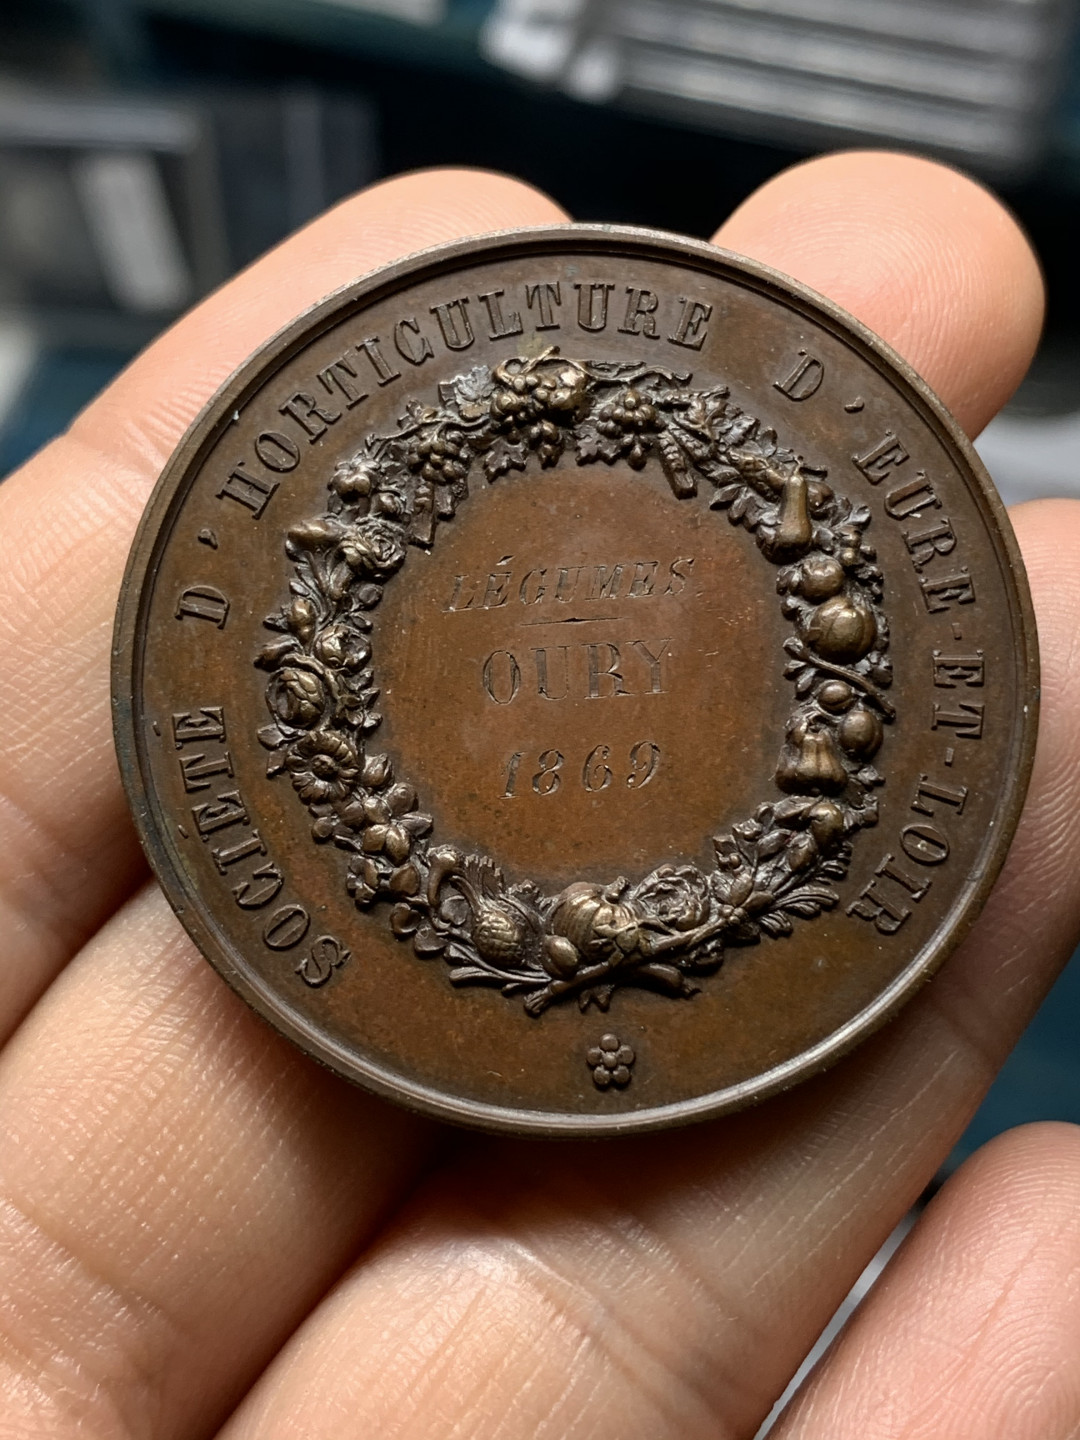 SOCIÉTÉ D'HORTICULTURE D'EURE-ET-LOIR
LÉGUMES.
OURY
1869